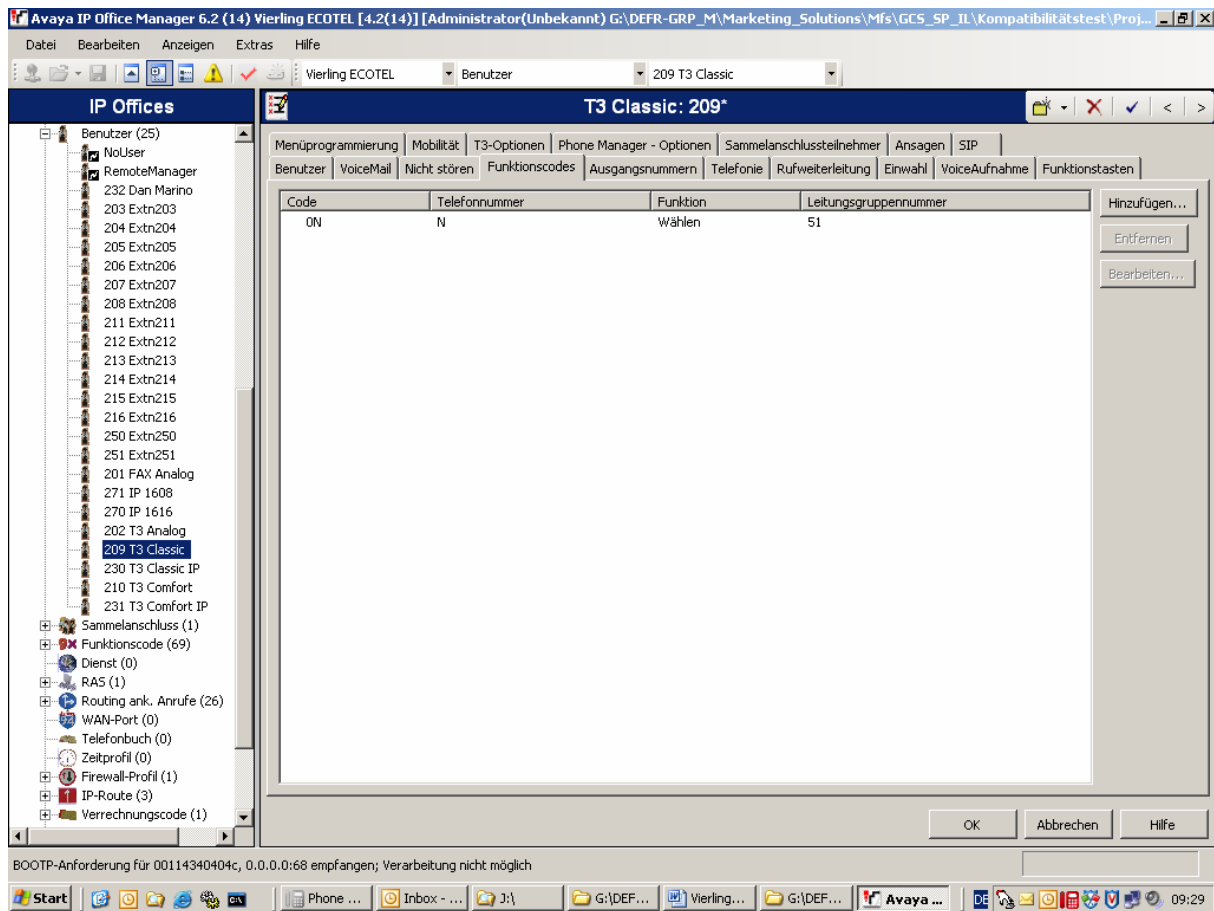 Avaya IP Office Manager 6.2 (14) Vierling ECOTEL [4.2(14)] [Administrator(Unbekannt) G:\DEFR-GRP_M\Marketing_Solutions\Mfs\GCS_SP_IL\Kompatibilitätstest\Proj...
Datei Bearbeiten Anzeigen Extras Hilfe
Vierling ECOTEL Benutzer 209 T3 Classic
IP Offices
T3 Classic: 209*
Benutzer (25)
NoUser
RemoteManager
232 Dan Marino
203 Extn203
204 Extn204
205 Extn205
206 Extn206
207 Extn207
208 Extn208
211 Extn211
212 Extn212
213 Extn213
214 Extn214
215 Extn215
216 Extn216
250 Extn250
251 Extn251
201 FAX Analog
271 IP 1608
270 IP 1616
202 T3 Analog
209 T3 Classic
230 T3 Classic IP
210 T3 Comfort
231 T3 Comfort IP
Sammelanschluss (1)
Funktionscode (69)
Dienst (0)
RAS (1)
Routing ank. Anrufe (26)
WAN-Port (0)
Telefonbuch (0)
Zeitprofil (0)
Firewall-Profil (1)
IP-Route (3)
Verrechnungscode (1)
Menüprogrammierung Mobilität T3-Optionen Phone Manager - Optionen Sammelanschlussteilnehmer Ansagen SIP
Benutzer VoiceMail Nicht stören Funktionscodes Ausgangsnummern Telefonie Rufweiterleitung Einwahl VoiceAufnahme Funktionstasten
Code Telefonnummer Funktion Leitungsgruppennummer
0N N Wählen 51
Hinzufügen...
Entfernen
Bearbeiten...
OK Abbrechen Hilfe
BOOTP-Anforderung für 00114340404c, 0.0.0.0:68 empfangen; Verarbeitung nicht möglich
Start Phone ... Inbox - ... J:\ G:\DEF... Vierling... G:\DEF... Avaya ... DE 09:29